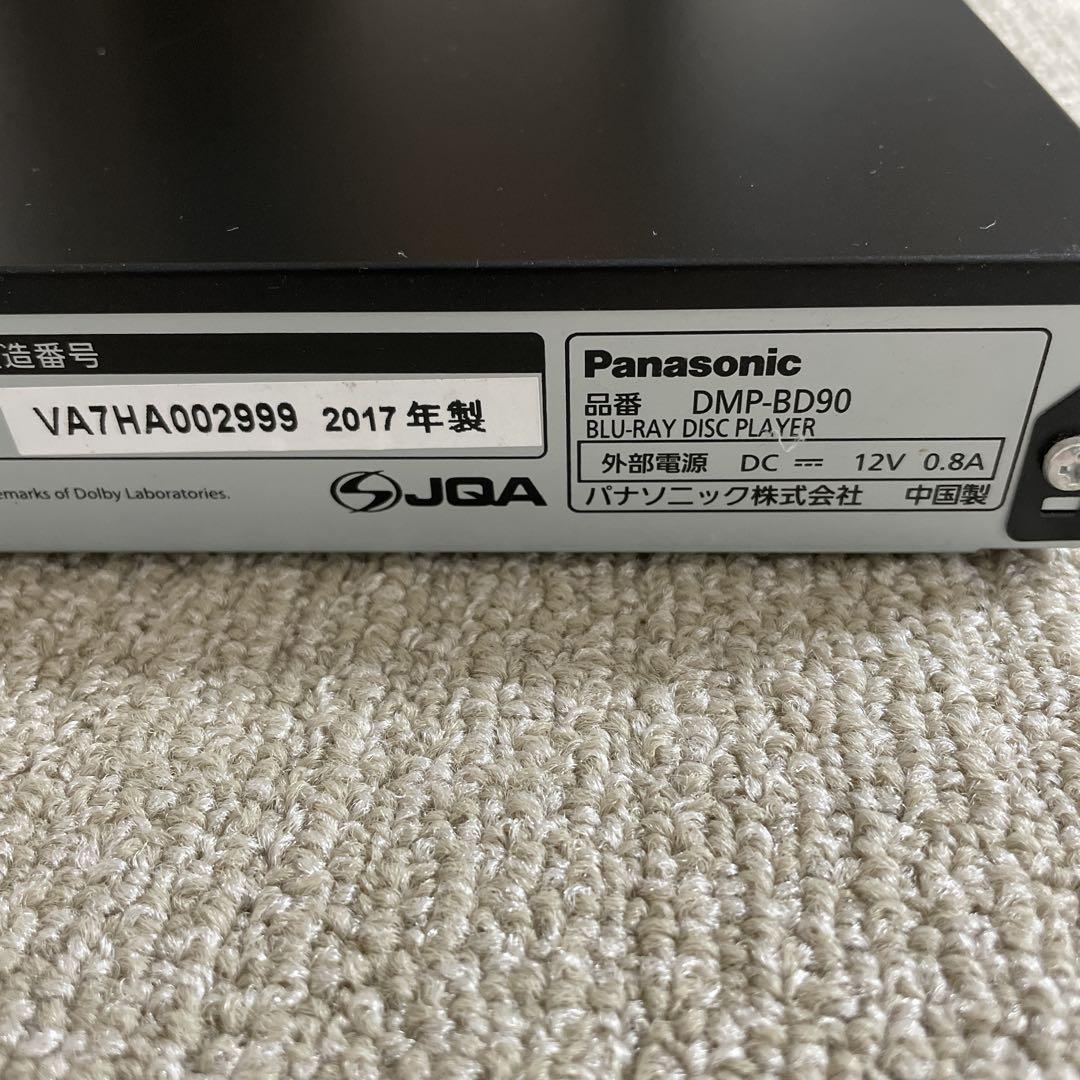 造番号
VA7HA002999 2017年製
emarks of Dolby Laboratories.
JQA
Panasonic
品番 DMP-BD90
BLU-RAY DISC PLAYER
外部電源 DC ⎓ 12V 0.8A
パナソニック株式会社 中国製